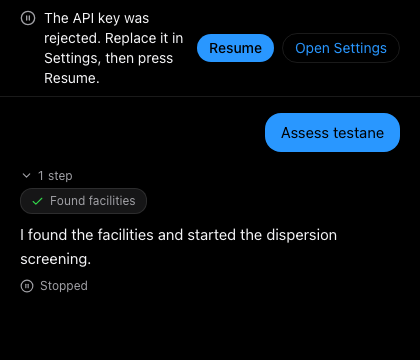 The API key was
rejected. Replace it in
Settings, then press
Resume.
Resume
Open Settings
Assess testane
1 step
Found facilities
I found the facilities and started the dispersion
screening.
Stopped